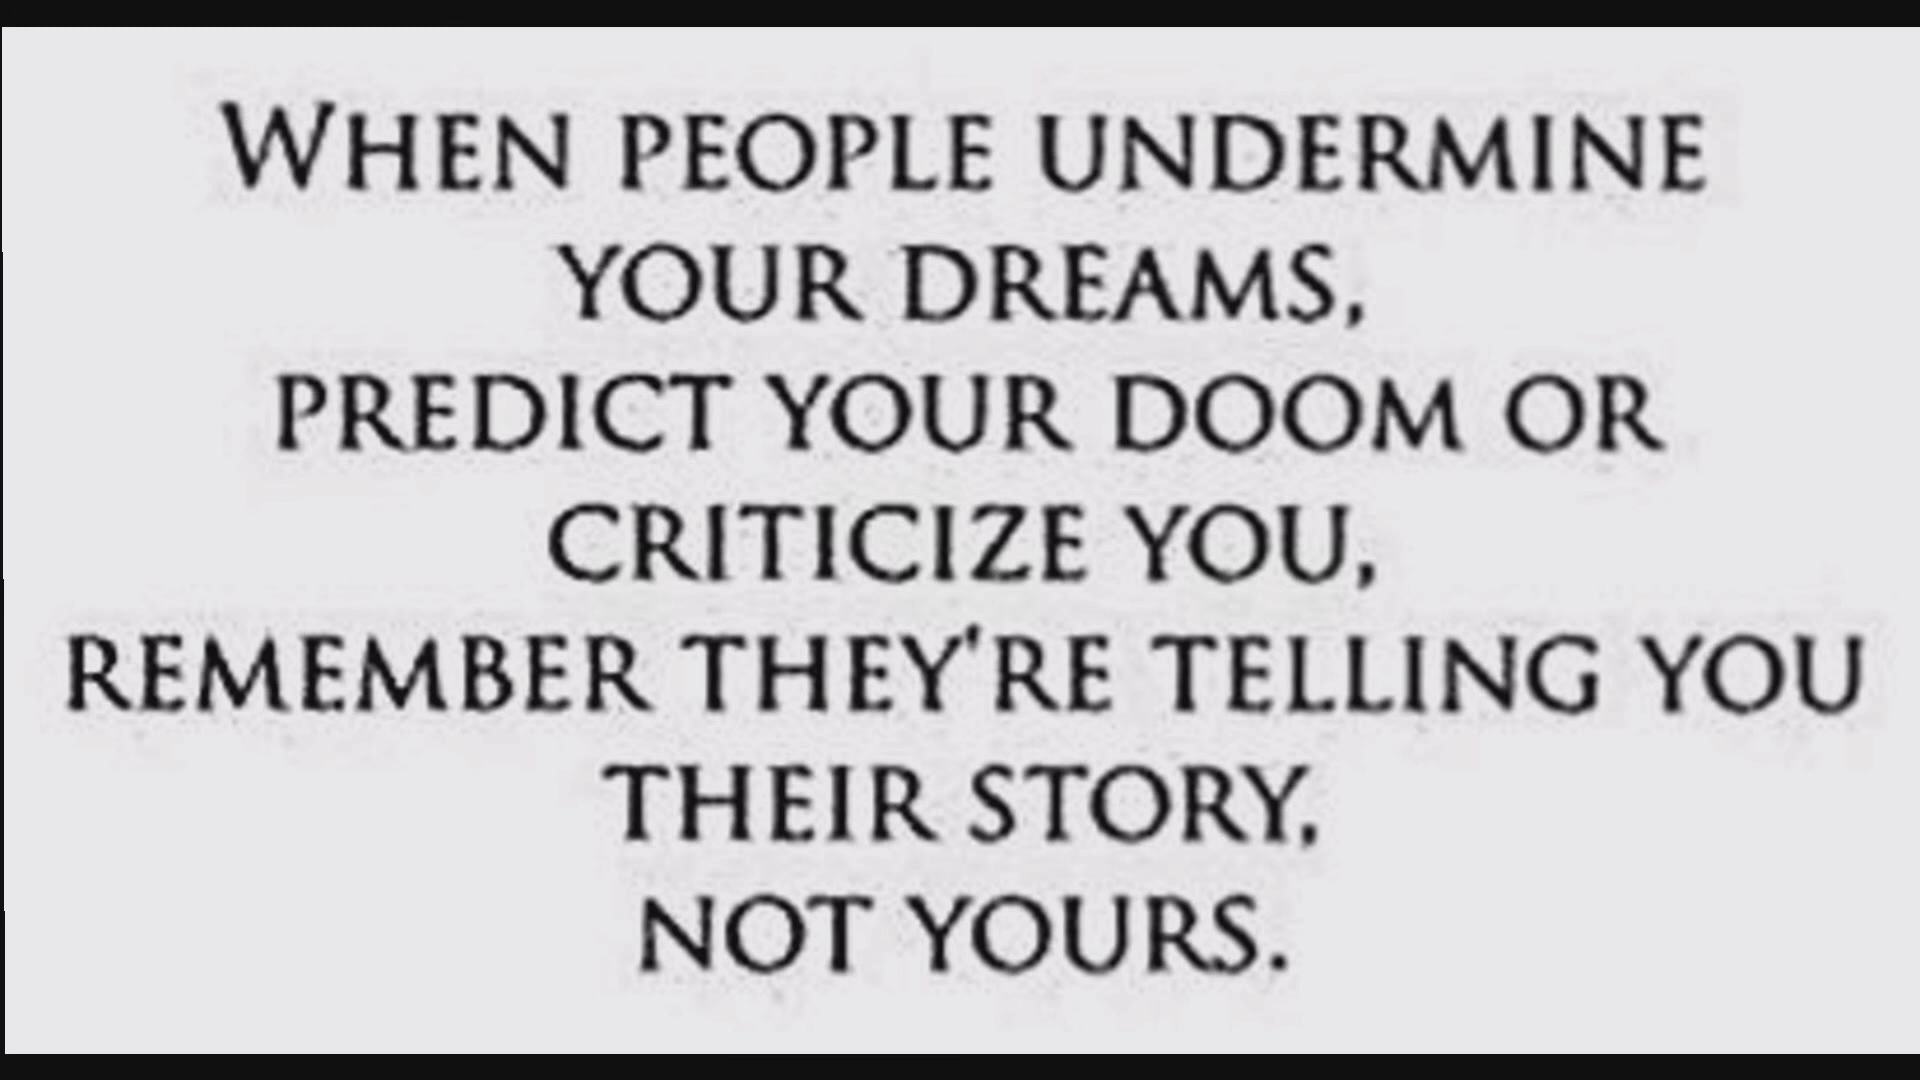 When people undermine
your dreams,
predict your doom or
criticize you,
remember they're telling you
their story,
not yours.